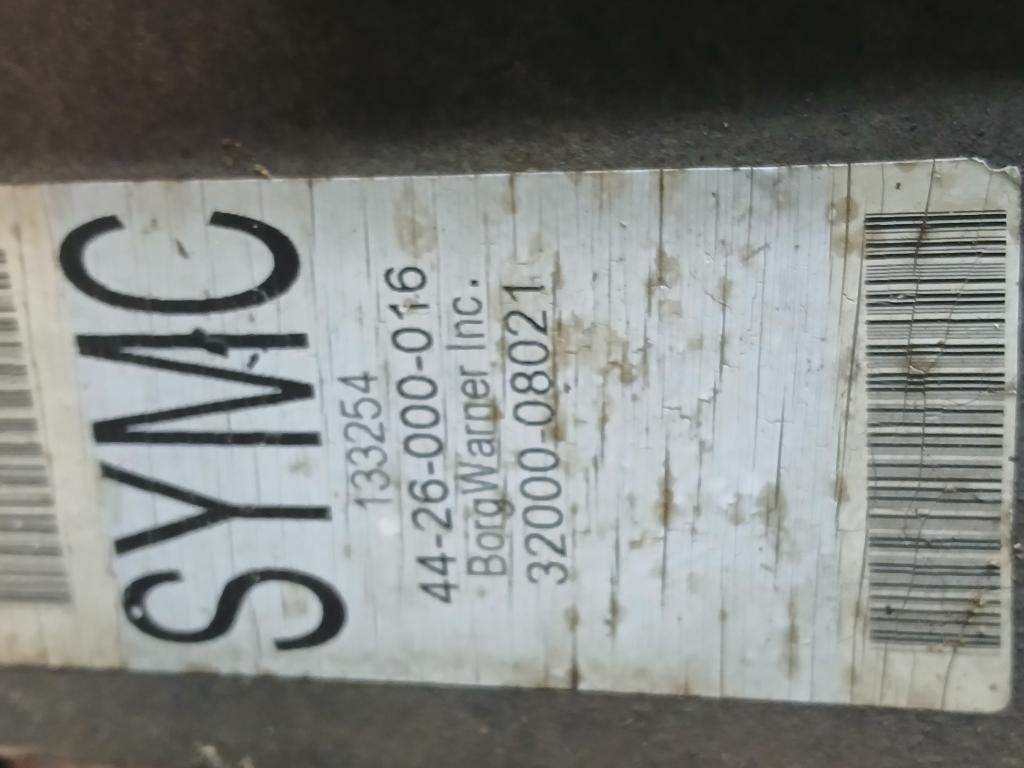 SYMC
133254
44-26-000-016
BorgWarner Inc.
32000-08021